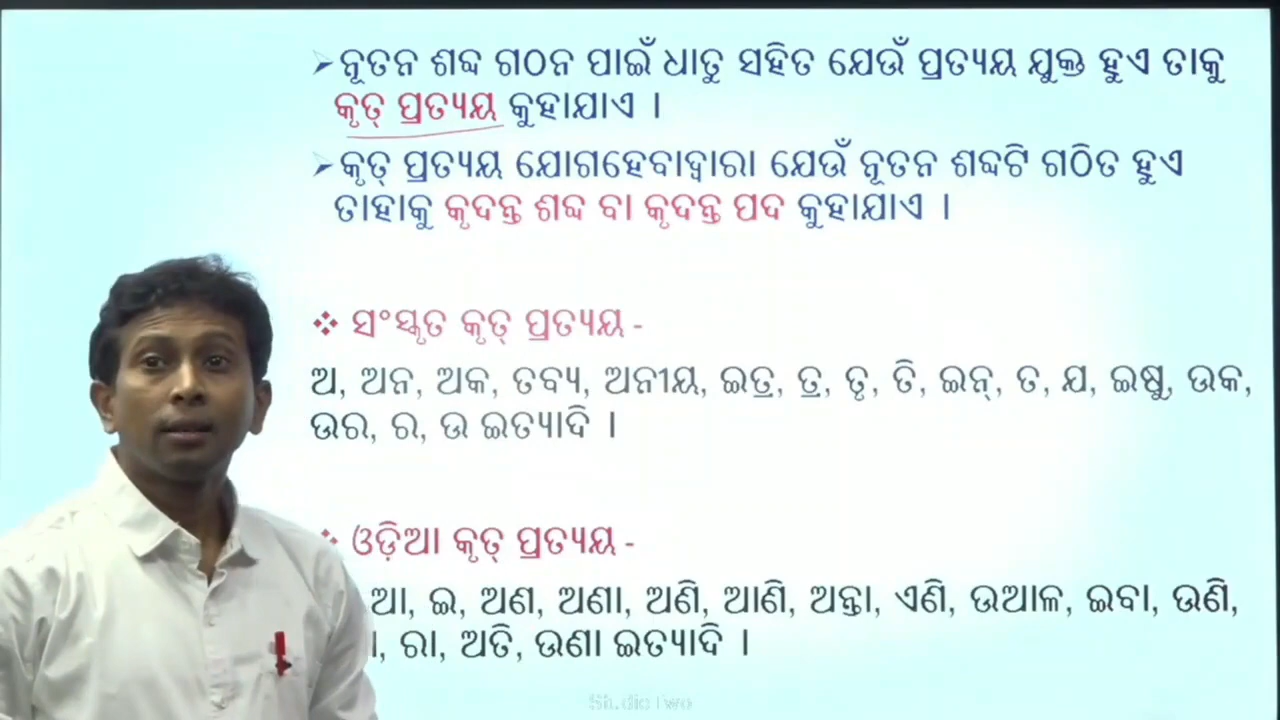 ➢ନୂତନ ଶବ୍ଦ ଗଠନ ପାଇଁ ଧାତୁ ସହିତ ଯେଉଁ ପ୍ରତ୍ୟୟ ଯୁକ୍ତ ହୁଏ ତାକୁ
କୃତ୍ ପ୍ରତ୍ୟୟ କୁହାଯାଏ ।
➢କୃତ୍ ପ୍ରତ୍ୟୟ ଯୋଗହେବାଦ୍ୱାରା ଯେଉଁ ନୂତନ ଶବ୍ଦଟି ଗଠିତ ହୁଏ
ତାହାକୁ କୃଦନ୍ତ ଶବ୍ଦ ବା କୃଦନ୍ତ ପଦ କୁହାଯାଏ ।
❖ ସଂସ୍କୃତ କୃତ୍ ପ୍ରତ୍ୟୟ -
ଅ, ଅନ, ଅକ, ତବ୍ୟ, ଅନୀୟ, ଇତ୍ର, ତ୍ର, ତୃ, ତି, ଇନ୍, ତ, ଯ, ଇଷ୍ଣୁ, ଉକ,
ଉର, ର, ଉ ଇତ୍ୟାଦି ।
❖ ଓଡ଼ିଆ କୃତ୍ ପ୍ରତ୍ୟୟ -
ଆ, ଇ, ଅଣ, ଅଣା, ଅଣି, ଆଣି, ଅନ୍ତା, ଏଣି, ଉଆଳ, ଇବା, ଉଣି,
ରା, ଅତି, ଉଣା ଇତ୍ୟାଦି ।